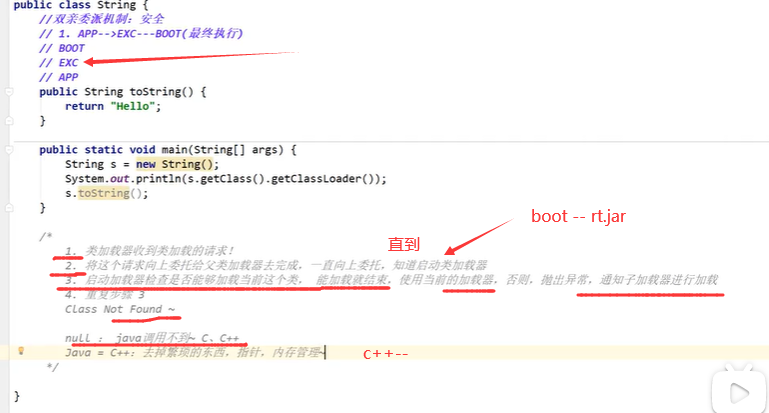 public class String {
//双亲委派机制：安全
// 1. APP-->EXC---BOOT(最终执行)
// BOOT
// EXC
// APP
public String toString() {
return "Hello";
}
public static void main(String[] args) {
String s = new String();
System.out.println(s.getClass().getClassLoader());
s.toString();
}
boot -- rt.jar
/*
直到
1. 类加载器收到类加载的请求!
2. 将这个请求向上委托给父类加载器去完成，一直向上委托，知道启动类加载器
3. 启动加载器检查是否能够加载当前这个类，能加载就结束，使用当前的加载器，否则，抛出异常，通知子加载器进行加载
4. 重复步骤 3
Class Not Found ~
null : java调用不到~ C、C++
Java = C++: 去掉繁琐的东西，指针，内存管理~
c++--
*/
}